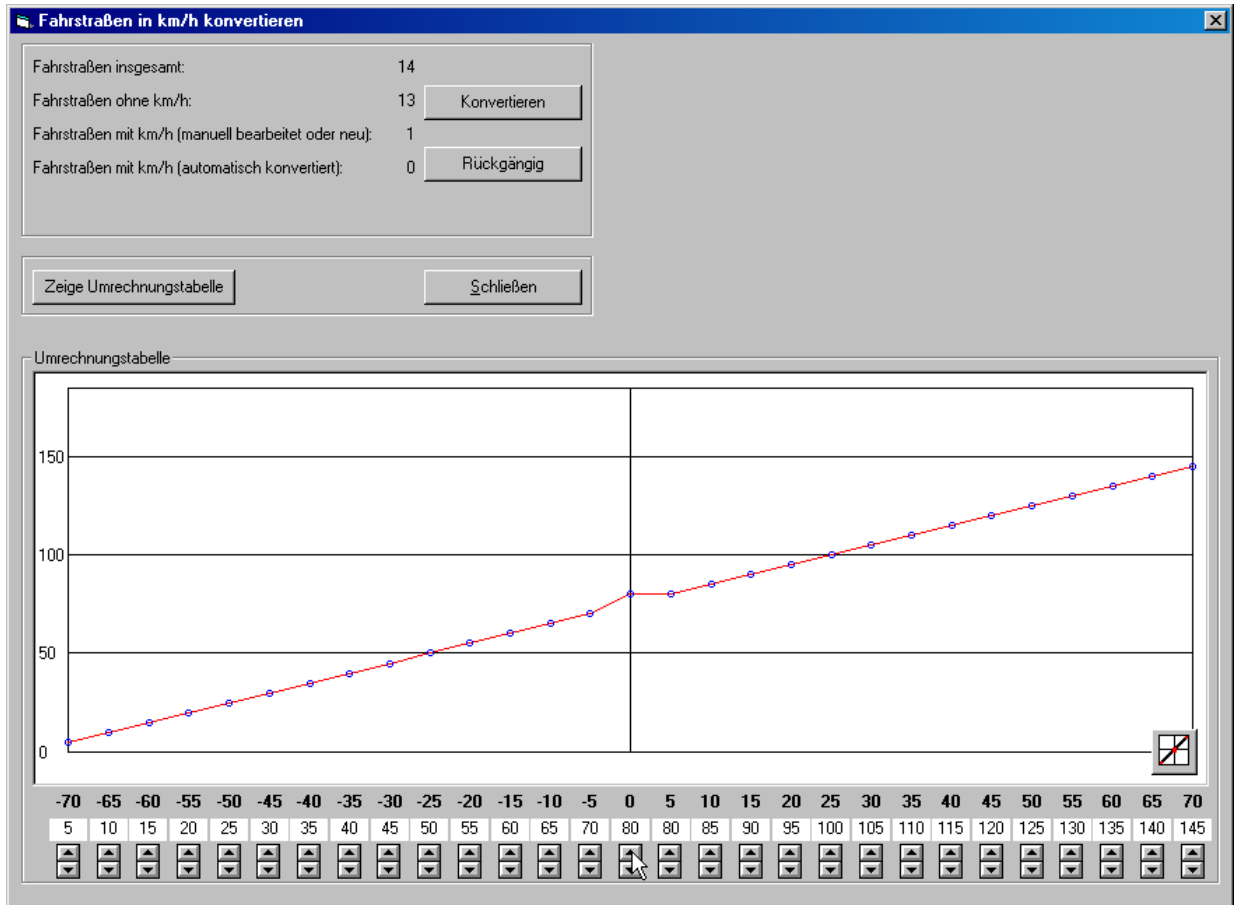 Fahrstraßen in km/h konvertieren
Fahrstraßen insgesamt: 14
Fahrstraßen ohne km/h: 13 Konvertieren
Fahrstraßen mit km/h (manuell bearbeitet oder neu): 1
Fahrstraßen mit km/h (automatisch konvertiert): 0 Rückgängig
Zeige Umrechnungstabelle Schließen
Umrechnungstabelle
150
100
50
0
-70 -65 -60 -55 -50 -45 -40 -35 -30 -25 -20 -15 -10 -5 0 5 10 15 20 25 30 35 40 45 50 55 60 65 70
5 10 15 20 25 30 35 40 45 50 55 60 65 70 80 80 85 90 95 100 105 110 115 120 125 130 135 140 145